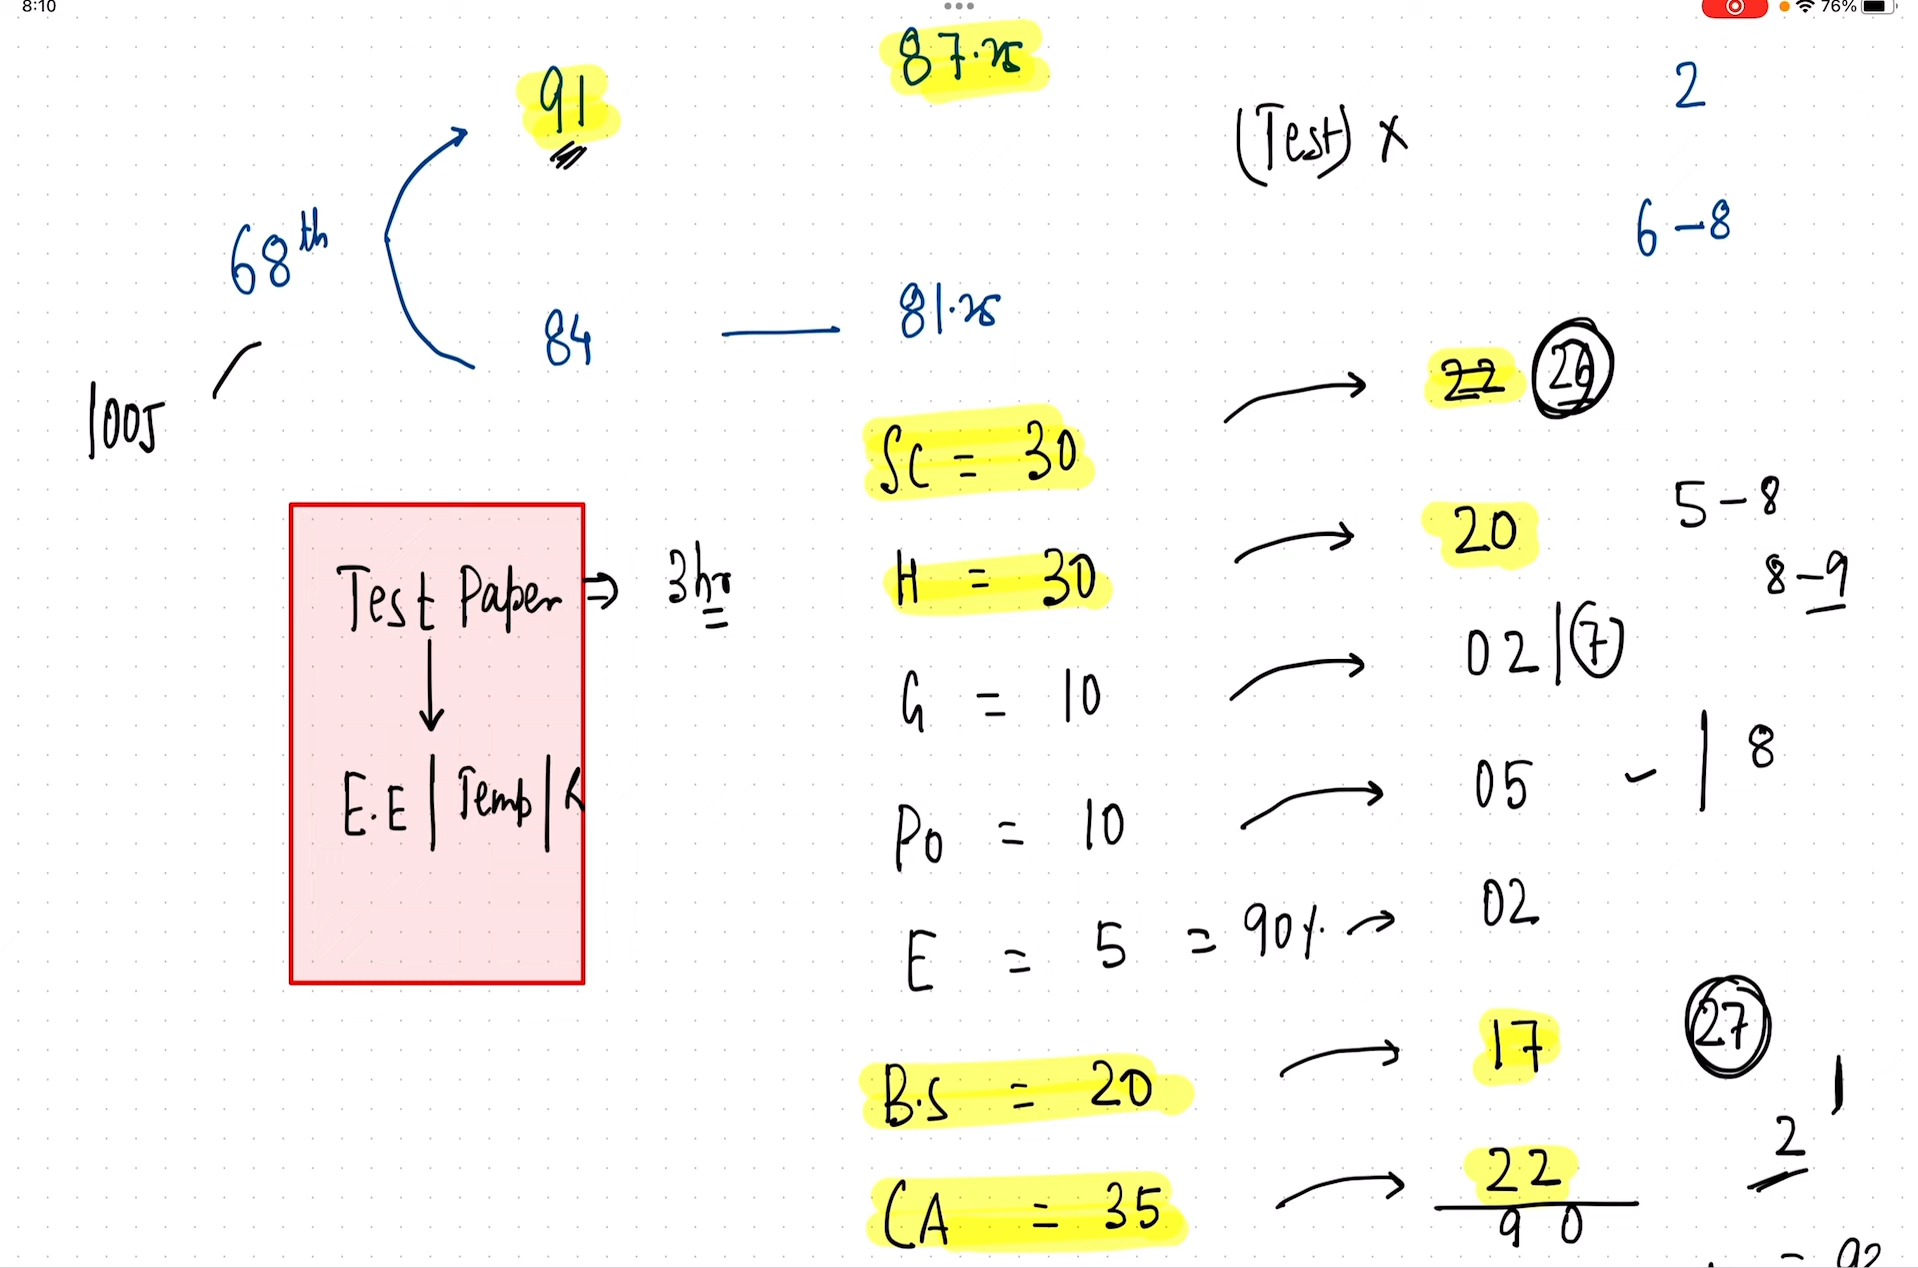 8:10
76%
87.25
91
2
(Test) X
68th
6-8
84 — 81.25
22 26
1005
SC = 30
5-8
H = 30 → 20
8-9
Test Paper ⇒ 3hr
02 | 7
G = 10
05 - | 8
E.E | Temp |
Po = 10
02
E = 5 = 90% →
17 27
B.S = 20
1
2
22
CA = 35
90